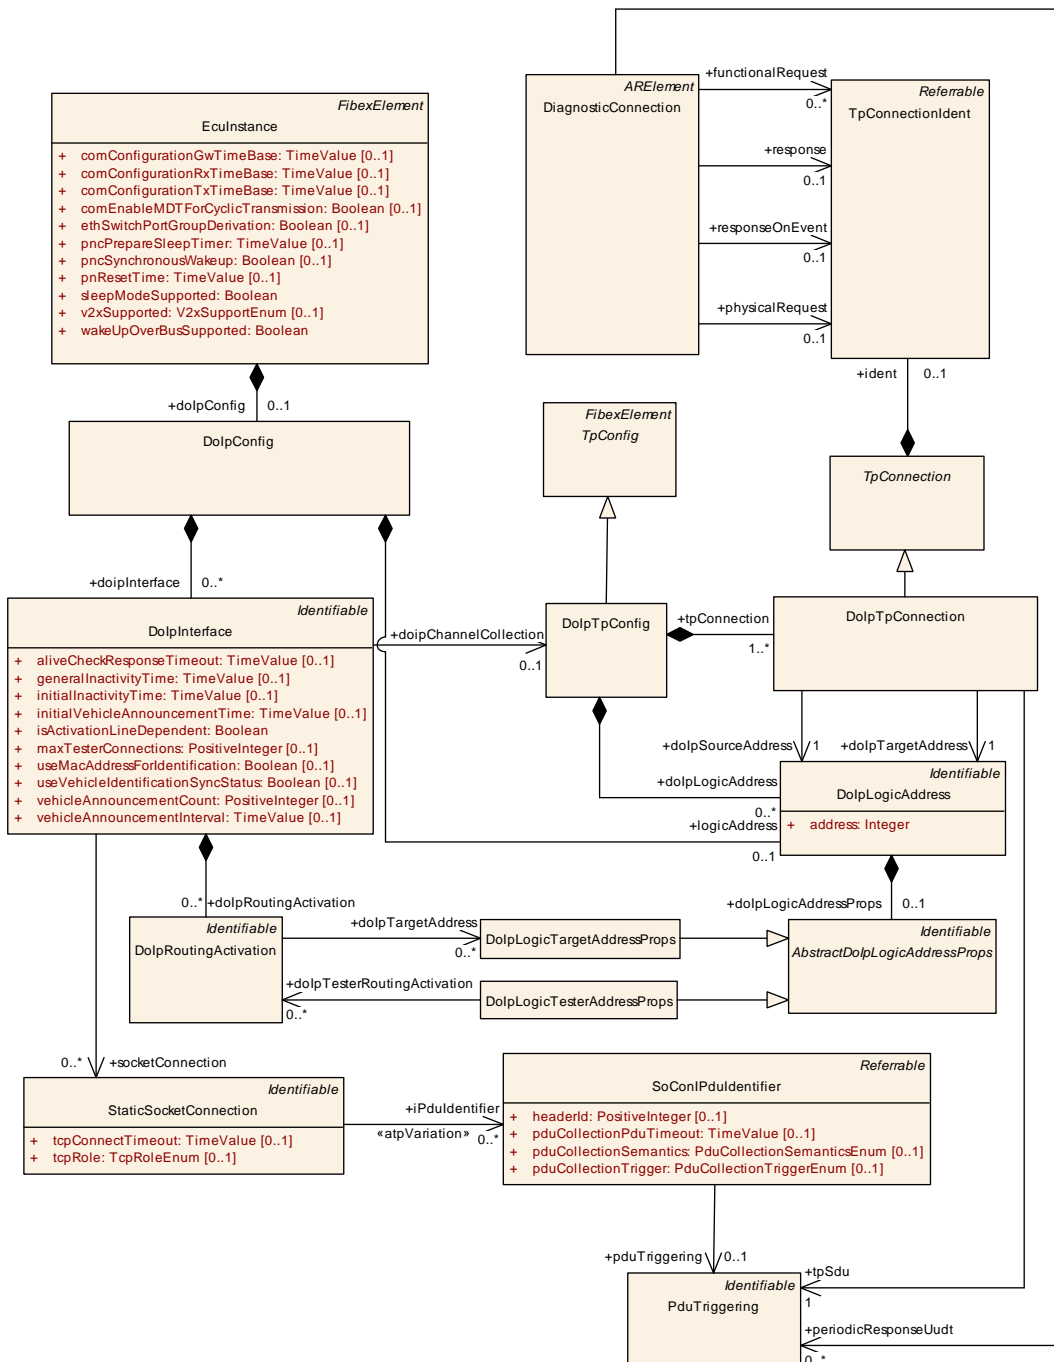 FibexElement
EcuInstance
+ comConfigurationGwTimeBase: TimeValue [0..1]
+ comConfigurationRxTimeBase: TimeValue [0..1]
+ comConfigurationTxTimeBase: TimeValue [0..1]
+ comEnableMDTForCyclicTransmission: Boolean [0..1]
+ ethSwitchPortGroupDerivation: Boolean [0..1]
+ pncPrepareSleepTimer: TimeValue [0..1]
+ pncSynchronousWakeup: Boolean [0..1]
+ pnResetTime: TimeValue [0..1]
+ sleepModeSupported: Boolean
+ v2xSupported: V2xSupportEnum [0..1]
+ wakeUpOverBusSupported: Boolean
ARElement
DiagnosticConnection
+functionalRequest
0..*
+response
0..1
+responseOnEvent
0..1
+physicalRequest
0..1
Referrable
TpConnectionIdent
+ident 0..1
+doIpConfig 0..1
DoIpConfig
FibexElement
TpConfig
TpConnection
+doipInterface 0..*
Identifiable
DoIpInterface
+ aliveCheckResponseTimeout: TimeValue [0..1]
+ generalInactivityTime: TimeValue [0..1]
+ initialInactivityTime: TimeValue [0..1]
+ initialVehicleAnnouncementTime: TimeValue [0..1]
+ isActivationLineDependent: Boolean
+ maxTesterConnections: PositiveInteger [0..1]
+ useMacAddressForIdentification: Boolean [0..1]
+ useVehicleIdentificationSyncStatus: Boolean [0..1]
+ vehicleAnnouncementCount: PositiveInteger [0..1]
+ vehicleAnnouncementInterval: TimeValue [0..1]
+doipChannelCollection
0..1
DoIpTpConfig
+tpConnection
1..*
DoIpTpConnection
+doIpSourceAddress 1
+doIpTargetAddress 1
+doIpLogicAddress
0..*
+logicAddress
0..1
Identifiable
DoIpLogicAddress
+ address: Integer
+doIpLogicAddressProps 0..1
0..* +doIpRoutingActivation
Identifiable
DoIpRoutingActivation
+doIpTargetAddress
0..*
DoIpLogicTargetAddressProps
+doIpTesterRoutingActivation
0..*
DoIpLogicTesterAddressProps
Identifiable
AbstractDoIpLogicAddressProps
0..* +socketConnection
Identifiable
StaticSocketConnection
+ tcpConnectTimeout: TimeValue [0..1]
+ tcpRole: TcpRoleEnum [0..1]
+iPduIdentifier
«atpVariation» 0..*
Referrable
SoConIPduIdentifier
+ headerId: PositiveInteger [0..1]
+ pduCollectionPduTimeout: TimeValue [0..1]
+ pduCollectionSemantics: PduCollectionSemanticsEnum [0..1]
+ pduCollectionTrigger: PduCollectionTriggerEnum [0..1]
+pduTriggering 0..1
Identifiable
PduTriggering
+tpSdu
1
+periodicResponseUudt
0..*